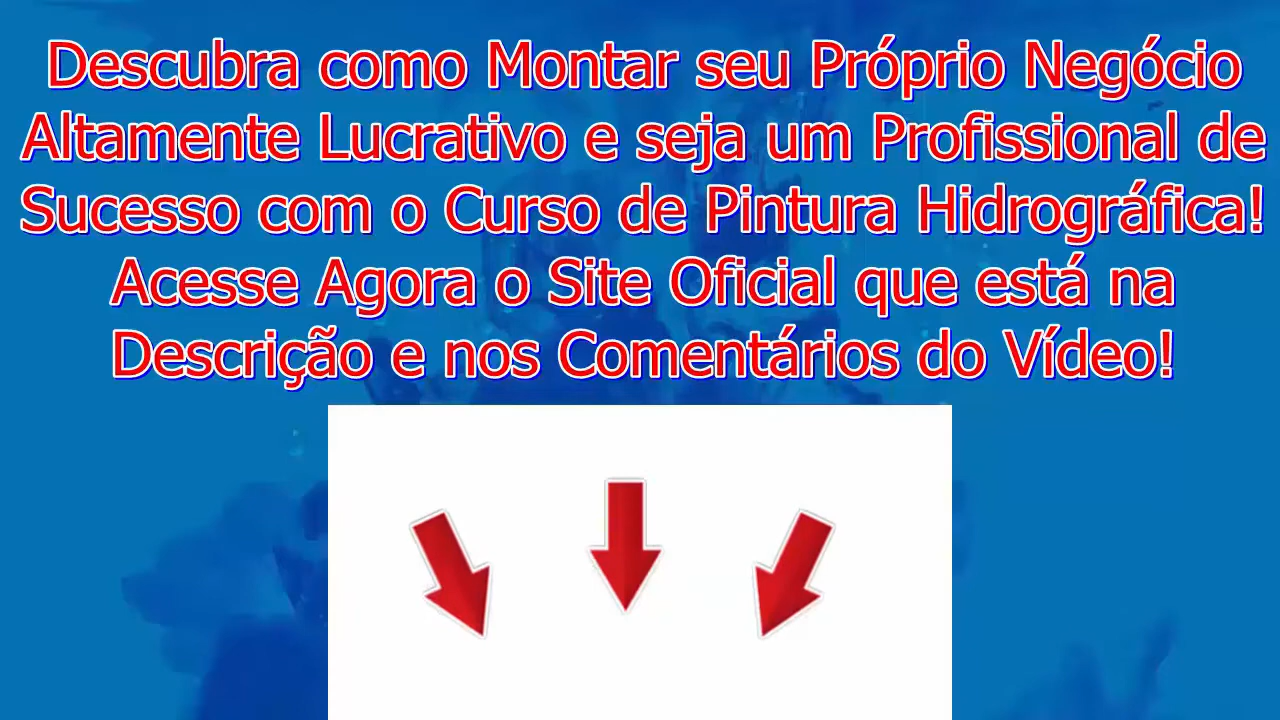 Descubra como Montar seu Próprio Negócio
Altamente Lucrativo e seja um Profissional de
Sucesso com o Curso de Pintura Hidrográfica!
Acesse Agora o Site Oficial que está na
Descrição e nos Comentários do Vídeo!